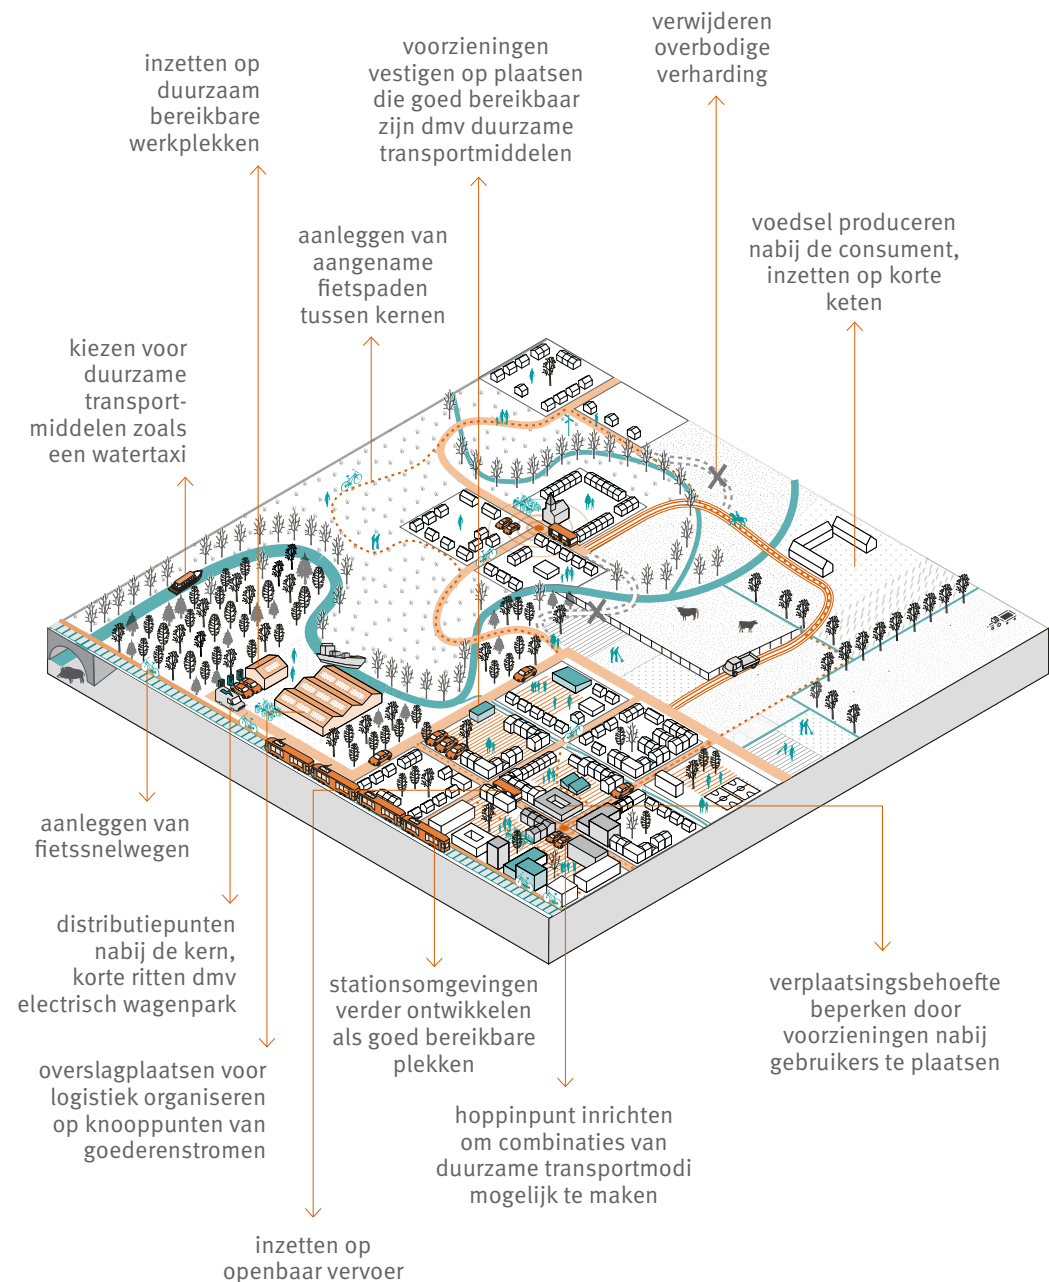 verwijderen
overbodige
verharding
voorzieningen
vestigen op plaatsen
die goed bereikbaar
zijn dmv duurzame
transportmiddelen
inzetten op
duurzaam
bereikbare
werkplekken
voedsel produceren
nabij de consument,
inzetten op korte
keten
aanleggen van
aangename
fietspaden
tussen kernen
kiezen voor
duurzame
transport-
middelen zoals
een watertaxi
aanleggen van
fietssnelwegen
distributiepunten
nabij de kern,
korte ritten dmv
electrisch wagenpark
stationsomgevingen
verder ontwikkelen
als goed bereikbare
plekken
verplaatsingsbehoefte
beperken door
voorzieningen nabij
gebruikers te plaatsen
overslagplaatsen voor
logistiek organiseren
op knooppunten van
goederenstromen
hoppinpunt inrichten
om combinaties van
duurzame transportmodi
mogelijk te maken
inzetten op
openbaar vervoer